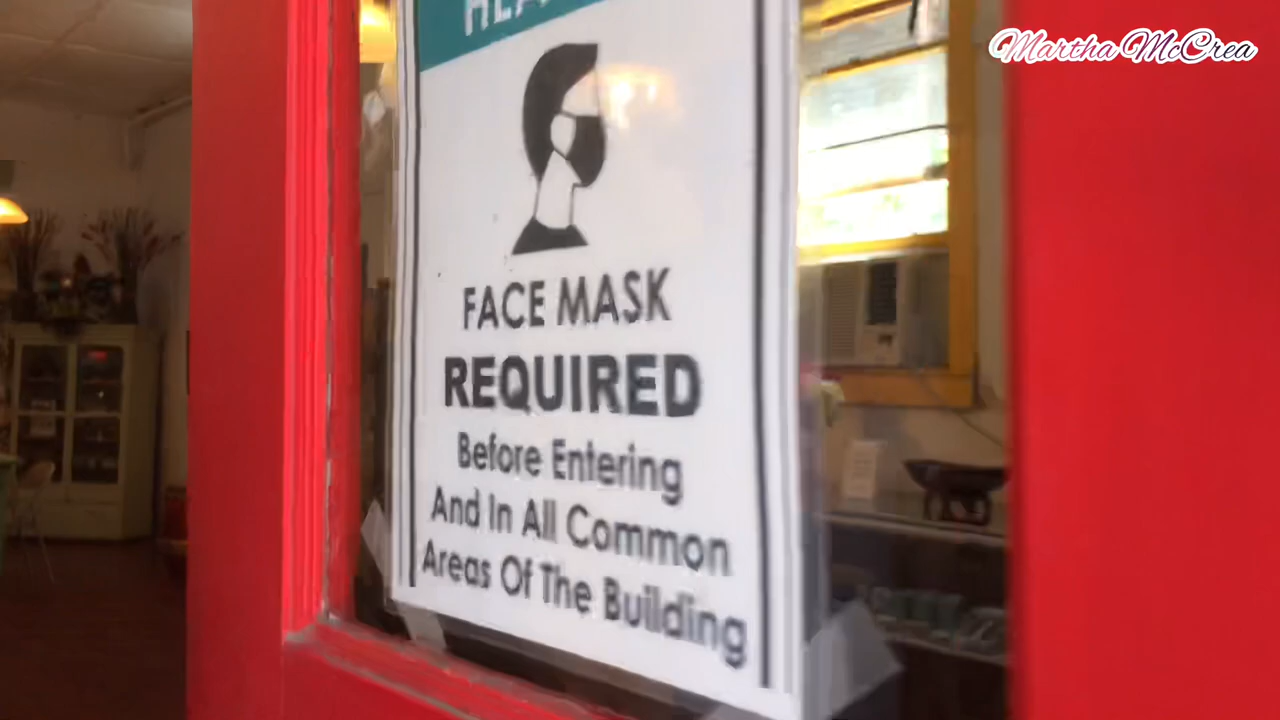 Martha McCrea
FACE MASK
REQUIRED
Before Entering
And In All Common
Areas Of The Building